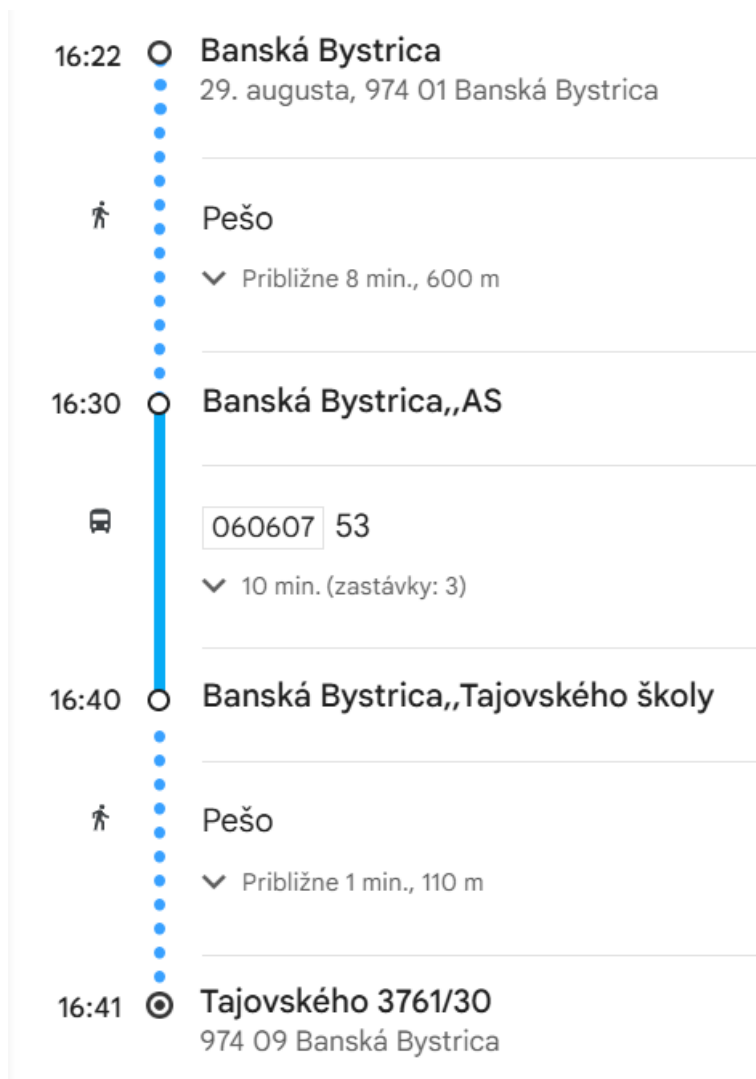 16:22 Banská Bystrica
29. augusta, 974 01 Banská Bystrica
Pešo
Približne 8 min., 600 m
16:30 Banská Bystrica,,AS
060607 53
10 min. (zastávky: 3)
16:40 Banská Bystrica,,Tajovského školy
Pešo
Približne 1 min., 110 m
16:41 Tajovského 3761/30
974 09 Banská Bystrica